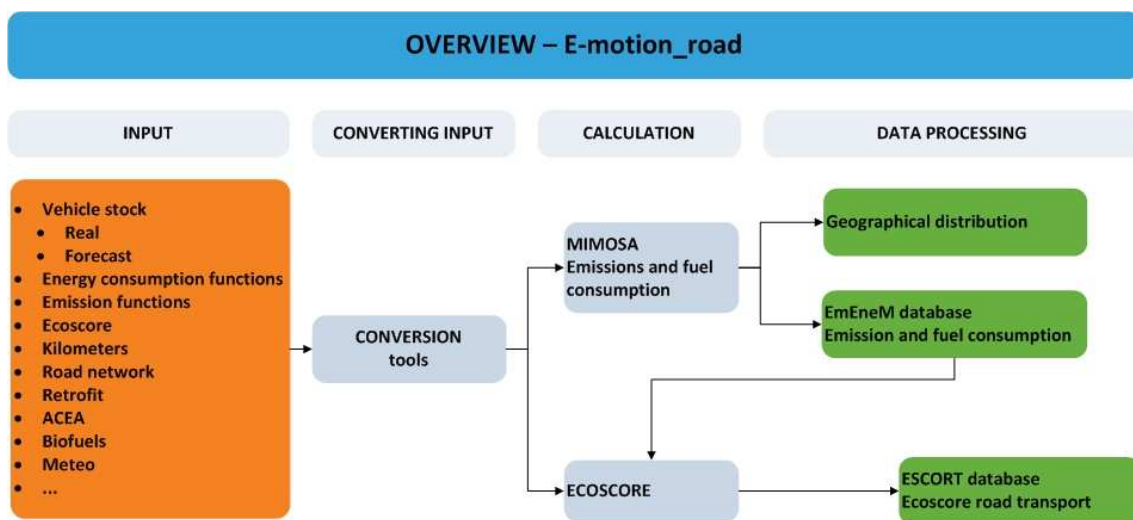 OVERVIEW – E-motion_road
INPUT
CONVERTING INPUT
CALCULATION
DATA PROCESSING
• Vehicle stock
• Real
• Forecast
• Energy consumption functions
• Emission functions
• Ecoscore
• Kilometers
• Road network
• Retrofit
• ACEA
• Biofuels
• Meteo
• ...
CONVERSION
tools
MIMOSA
Emissions and fuel
consumption
Geographical distribution
EmEneM database
Emission and fuel consumption
ECOSCORE
ESCORT database
Ecoscore road transport